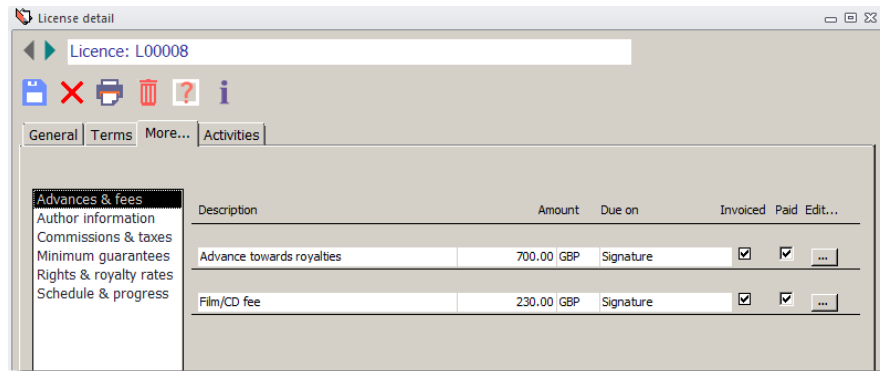 License detail
Licence: L00008
? i
General Terms More... Activities
Advances & fees
Author information
Commissions & taxes
Minimum guarantees
Rights & royalty rates
Schedule & progress
Description Amount Due on Invoiced Paid Edit...
Advance towards royalties 700.00 GBP Signature ...
Film/CD fee 230.00 GBP Signature ...